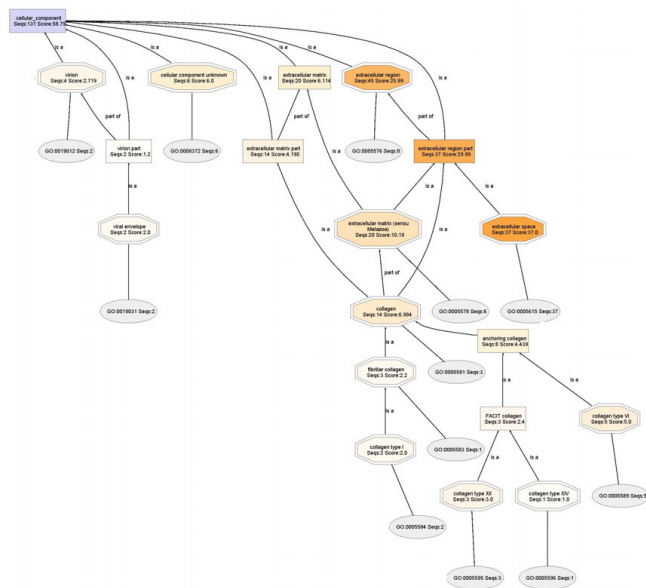 cellular_component
Seqs:131 Score:58.75
is a
is a
is a
is a
is a
is a
is a
virion
Seqs:4 Score:2.719
cellular component unknown
Seqs:6 Score:6.0
extracellular matrix
Seqs:20 Score:6.114
extracellular region
Seqs:45 Score:25.99
part of
part of
part of
GO:0019012 Seqs:2
virion part
Seqs:2 Score:1.2
GO:0008372 Seqs:6
extracellular matrix part
Seqs:14 Score:4.190
is a
GO:0005576 Seqs:8
extracellular region part
Seqs:37 Score:29.99
is a
is a
is a
is a
is a
viral envelope
Seqs:2 Score:2.0
extracellular matrix (sensu
Metazoa)
Seqs:20 Score:10.19
extracellular space
Seqs:37 Score:37.0
part of
GO:0019031 Seqs:2
collagen
Seqs:14 Score:6.984
GO:0005578 Seqs:6
GO:0005615 Seqs:37
is a
is a
anchoring collagen
Seqs:8 Score:4.439
fibrillar collagen
Seqs:3 Score:2.2
GO:0005581 Seqs:3
is a
is a
is a
FACIT collagen
Seqs:3 Score:2.4
collagen type VI
Seqs:5 Score:5.0
collagen type I
Seqs:2 Score:2.0
GO:0005583 Seqs:1
is a
is a
collagen type XII
Seqs:3 Score:3.0
collagen type XIV
Seqs:1 Score:1.0
GO:0005589 Seqs:5
GO:0005584 Seqs:2
GO:0005595 Seqs:3
GO:0005596 Seqs:1